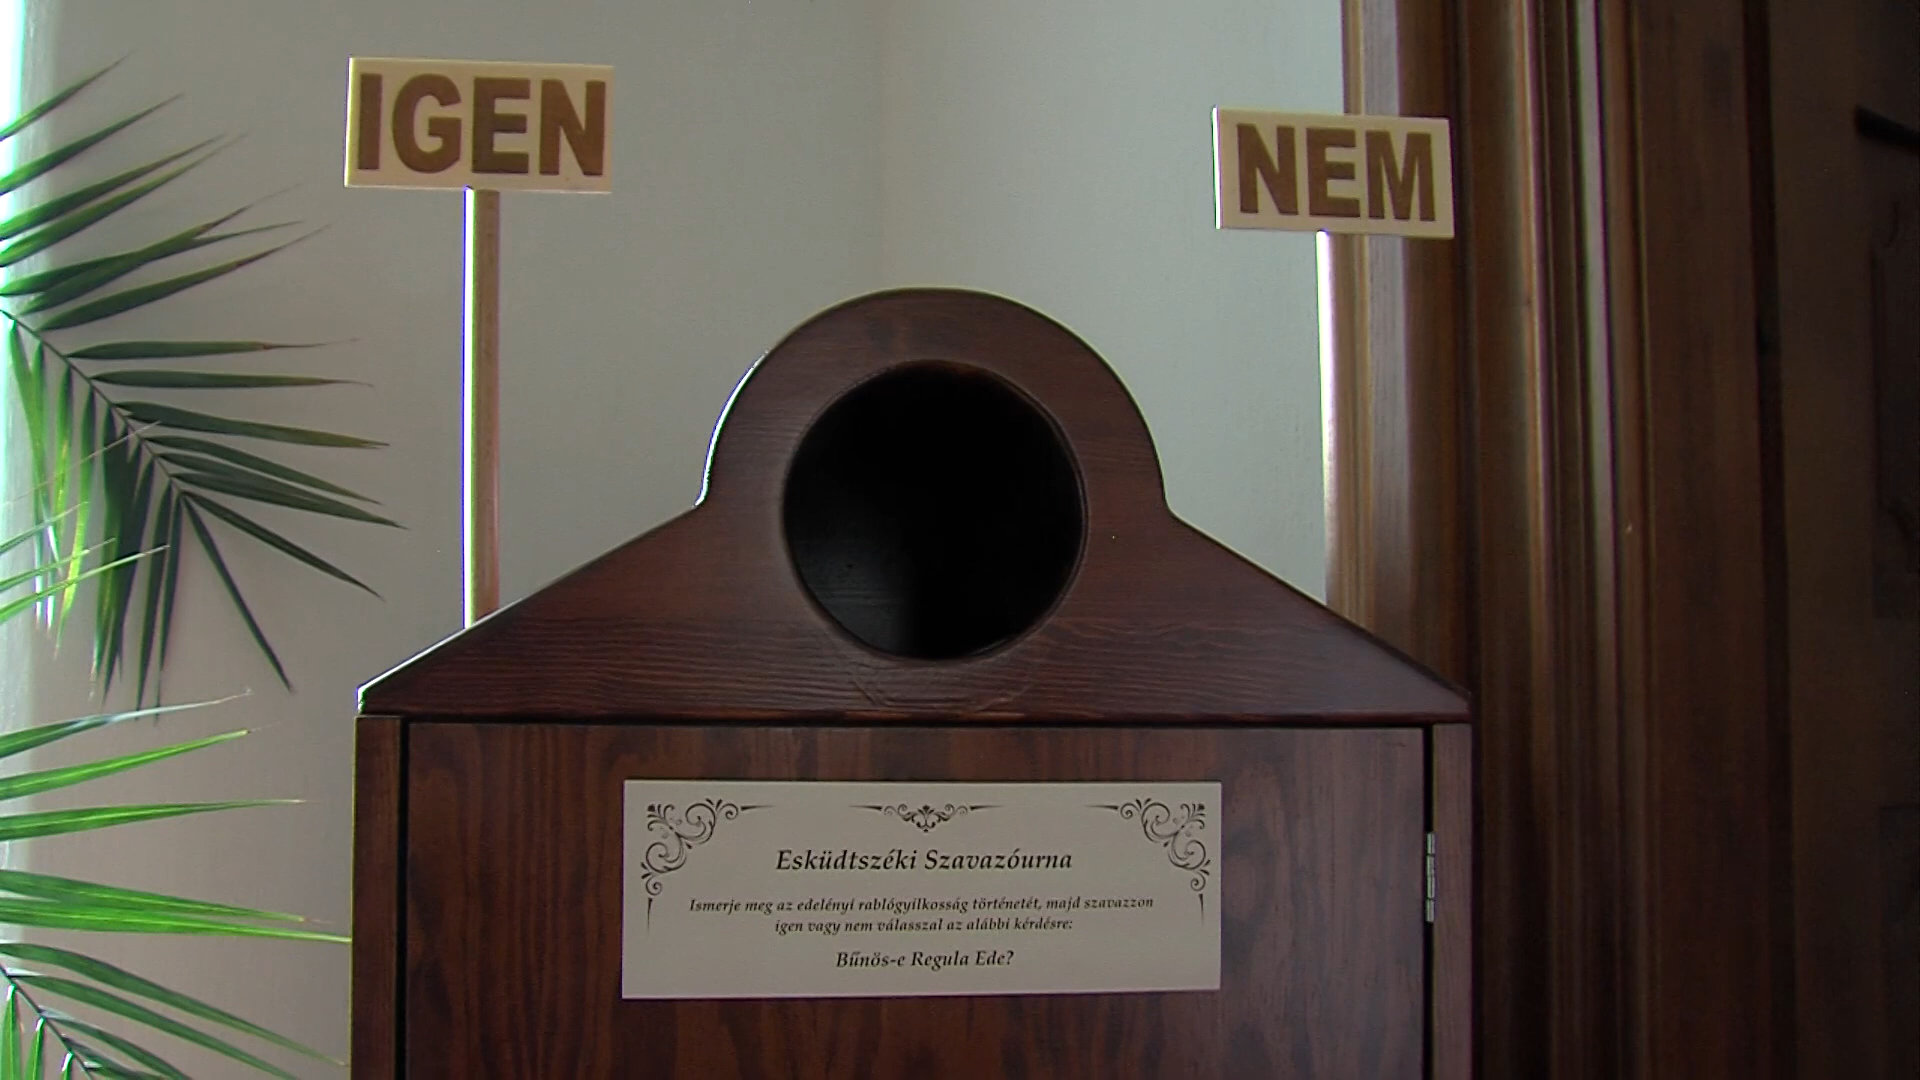 IGEN
NEM
Esküdtszéki Szavazóurna
Ismerje meg az edelényi rablógyilkosság történetét, majd szavazzon
igen vagy nem válasszal az alábbi kérdésre:
Bűnös-e Regula Ede?